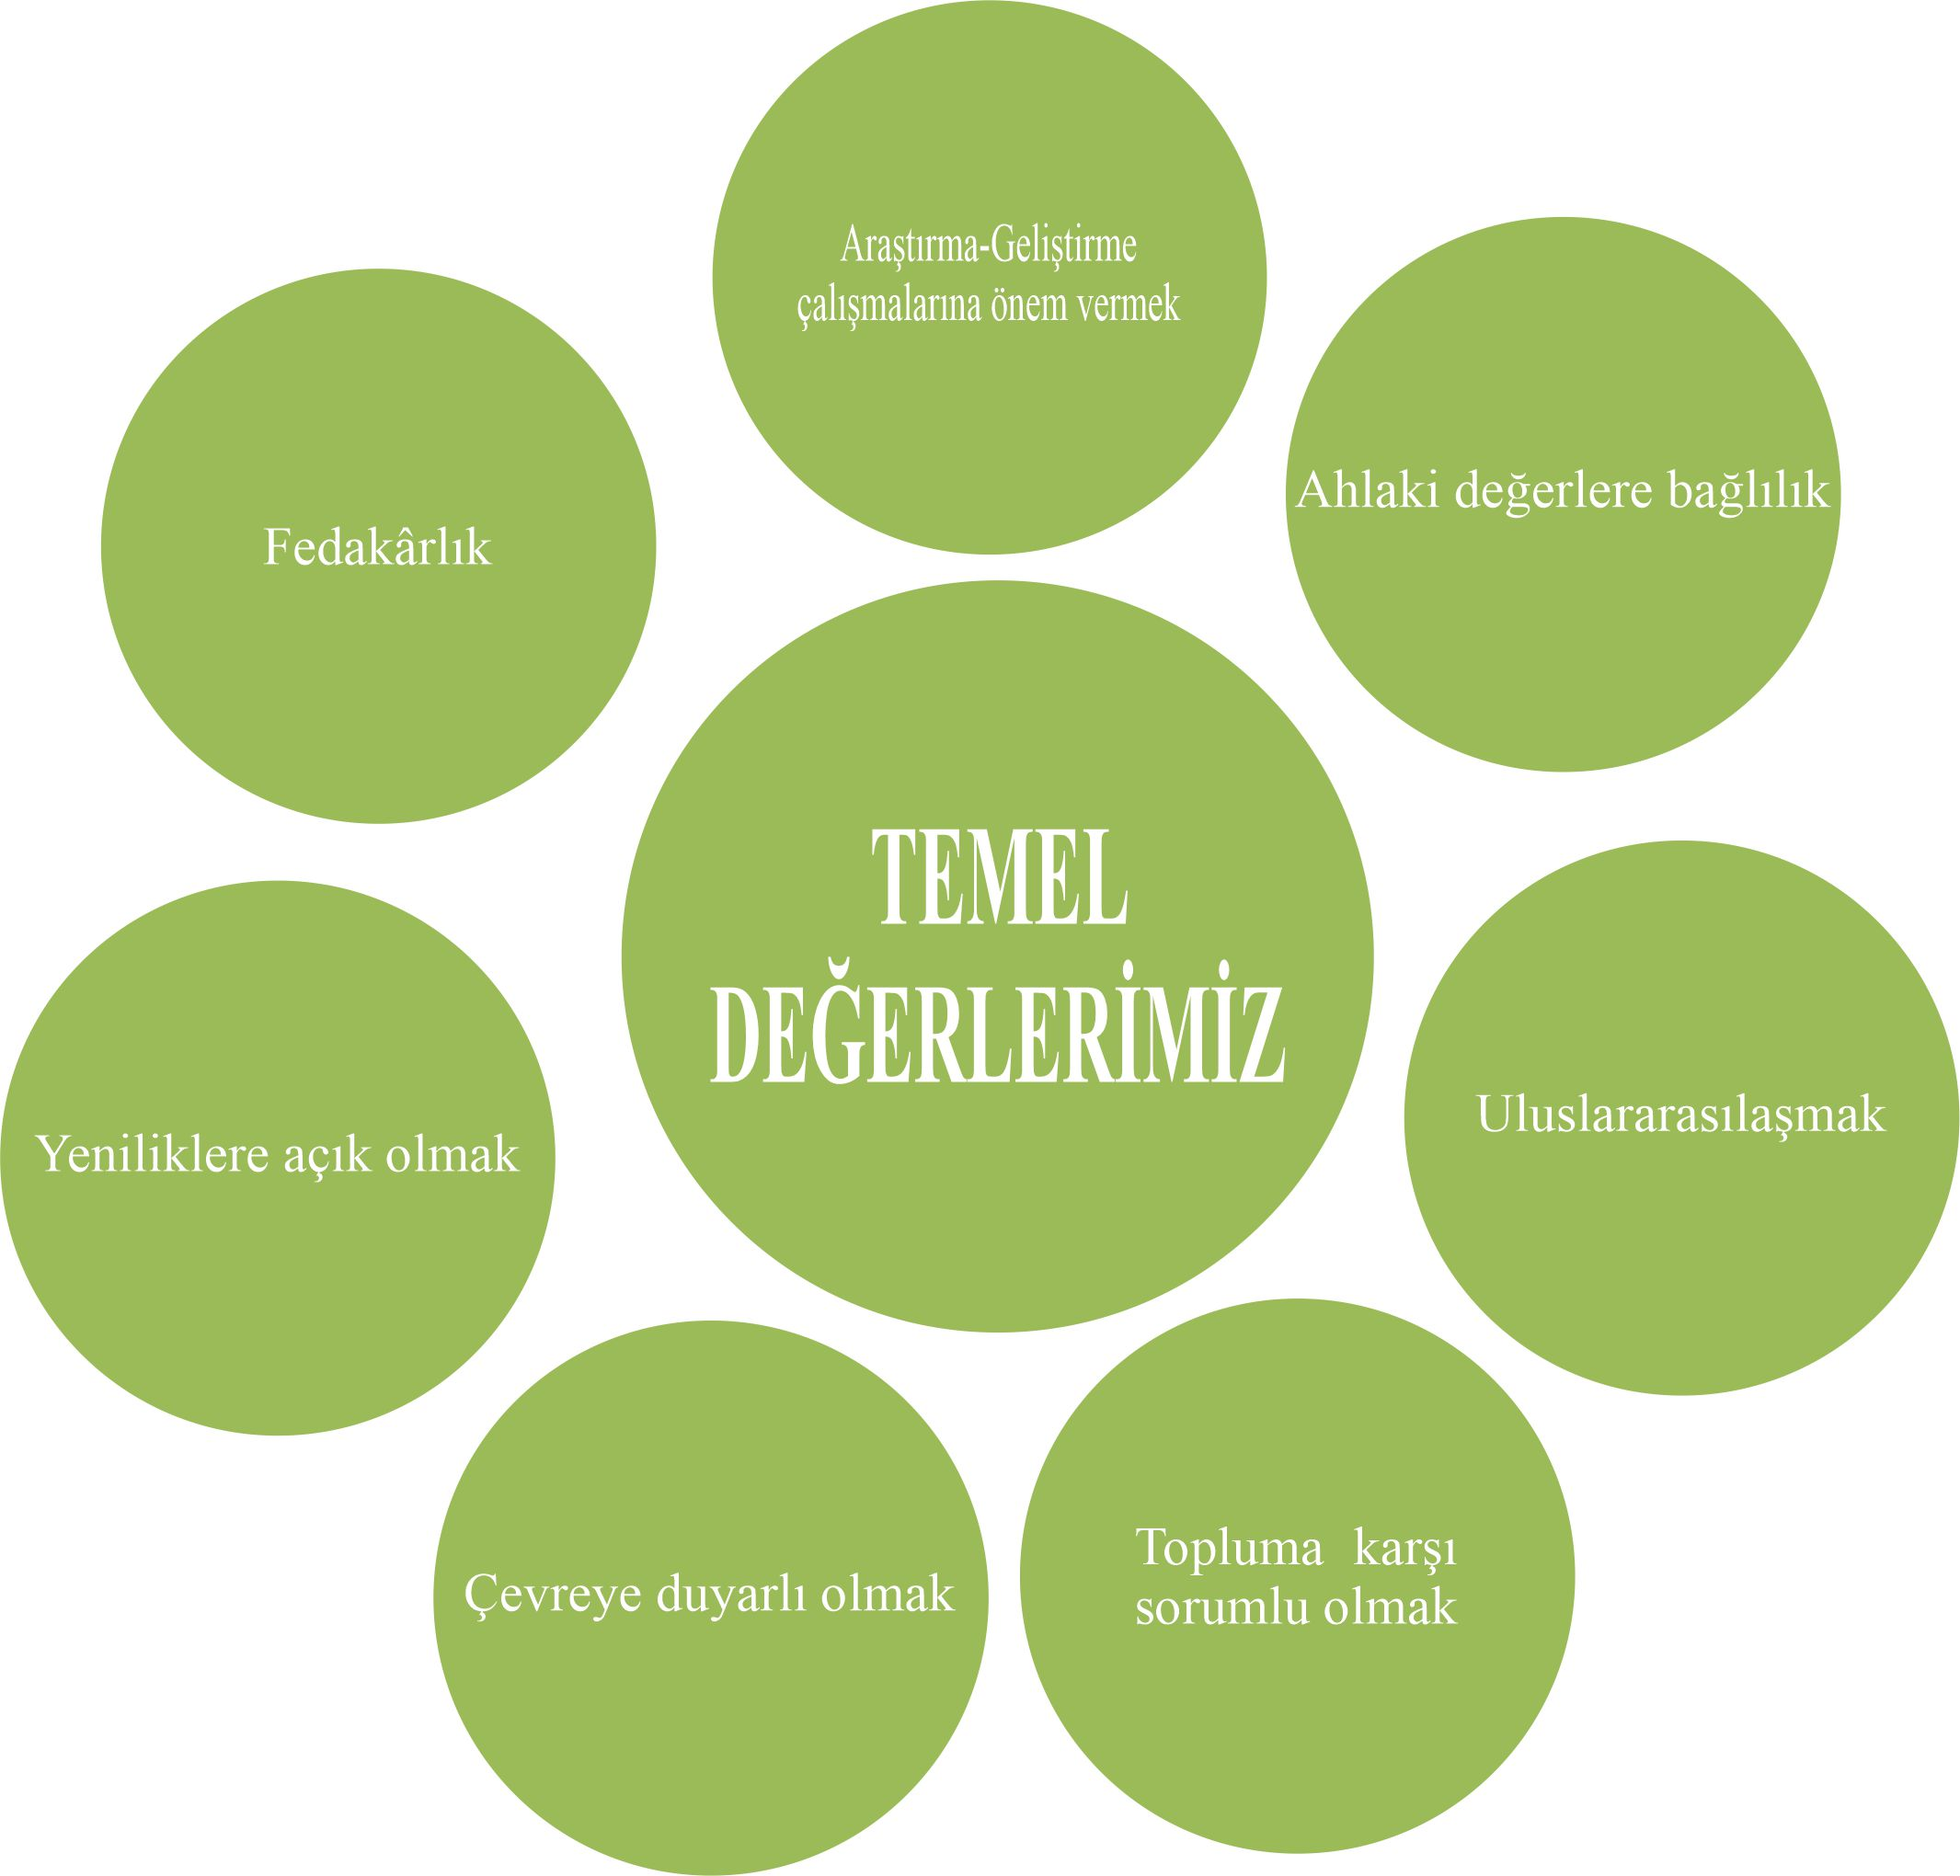 Araştırma-Geliştirme
çalışmalarına önem vermek
Ahlaki değerlere bağlılık
Fedakârlık
TEMEL
DEĞERLERİMİZ
Uluslararasılaşmak
Yeniliklere açık olmak
Topluma karşı
sorumlu olmak
Çevreye duyarlı olmak